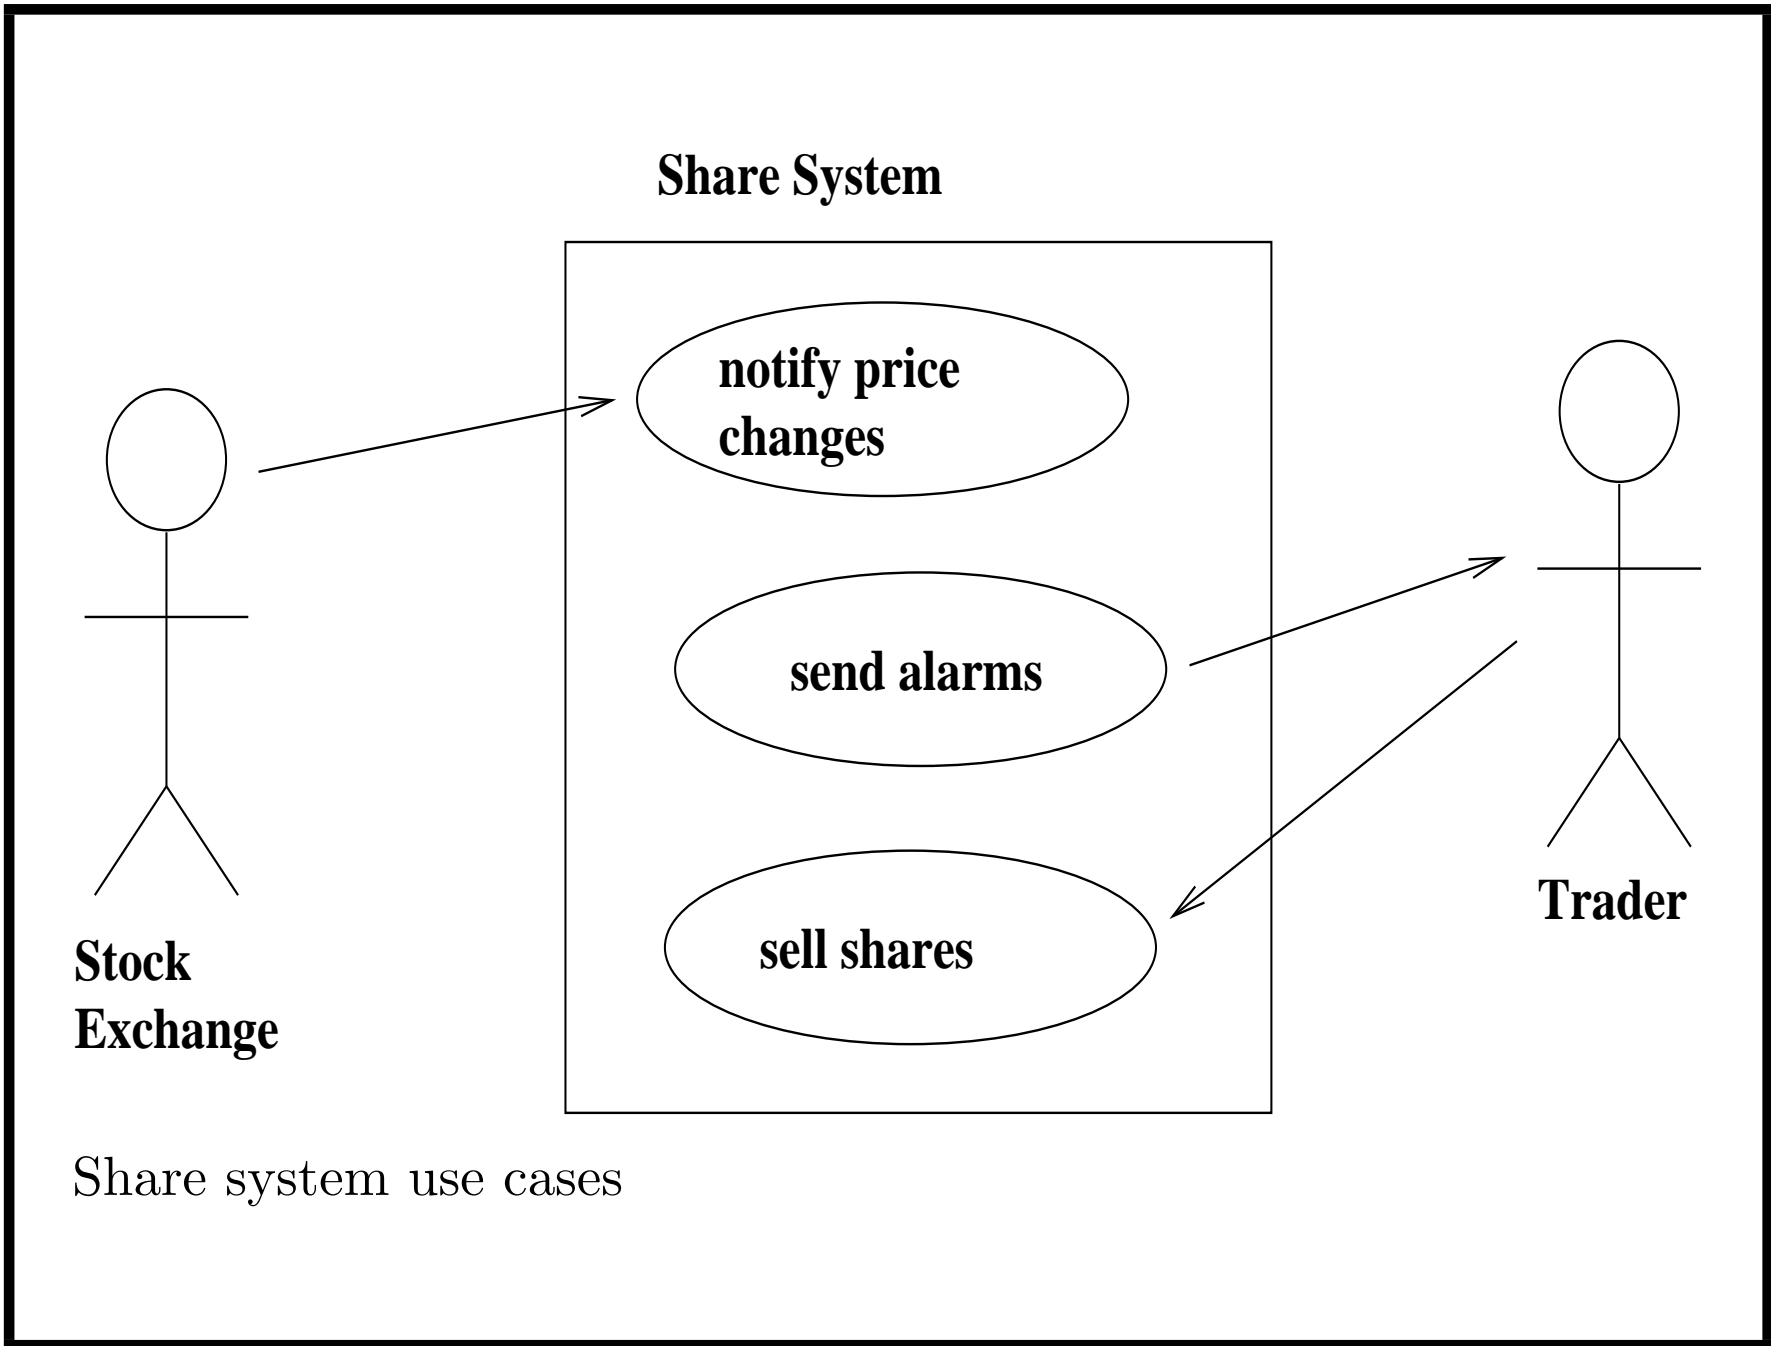 Share System
notify price
changes
send alarms
sell shares
Stock
Exchange
Trader
Share system use cases